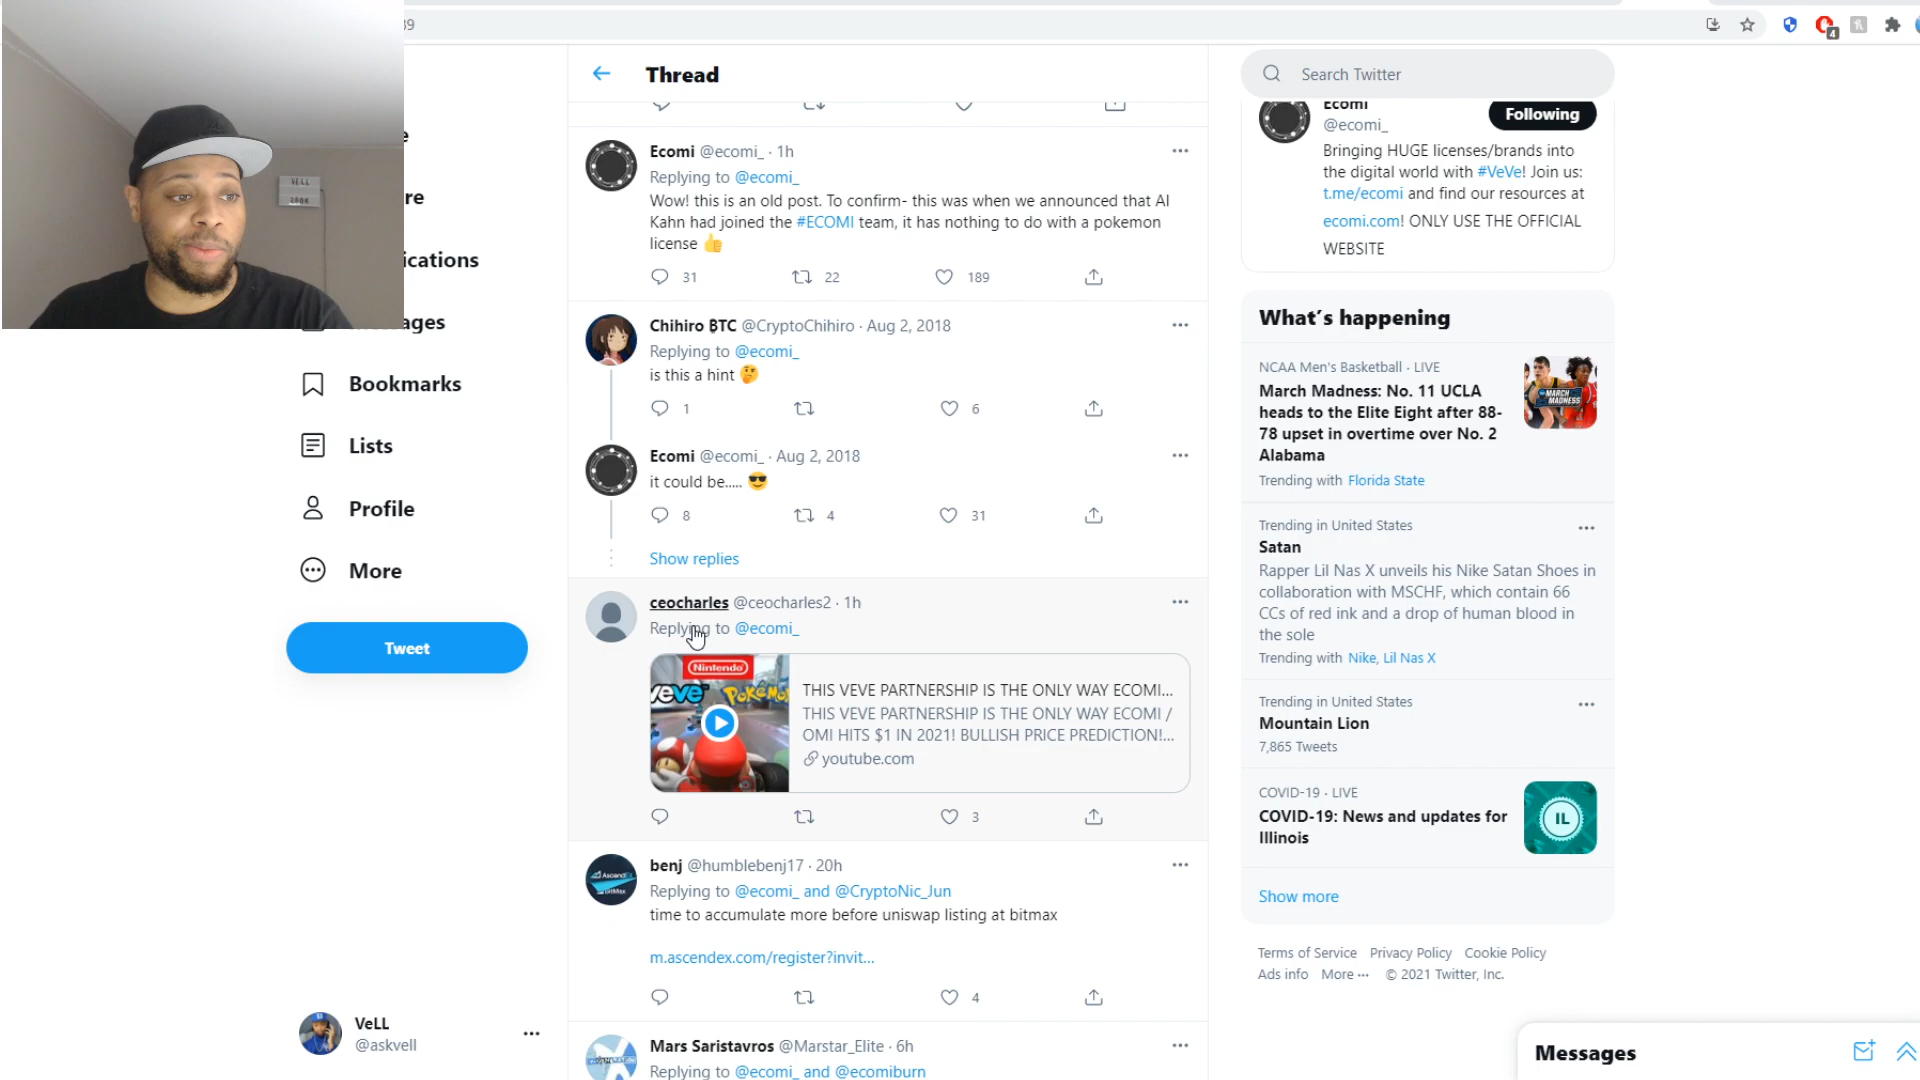 39
Thread
Search Twitter
Ecomi
@ecomi_
Following
Bringing HUGE licenses/brands into
the digital world with #VeVe! Join us:
t.me/ecomi and find our resources at
ecomi.com! ONLY USE THE OFFICIAL
WEBSITE
Ecomi @ecomi_ · 1h
Replying to @ecomi_
Wow! this is an old post. To confirm- this was when we announced that Al
Kahn had joined the #ECOMI team, it has nothing to do with a pokemon
license 👍
31 22 189
Chihiro ₿TC @CryptoChihiro · Aug 2, 2018
Replying to @ecomi_
is this a hint 🤔
1 6
Ecomi @ecomi_ · Aug 2, 2018
it could be..... 😎
8 4 31
Show replies
ceocharles @ceocharles2 · 1h
Replying to @ecomi_
Nintendo
veve Pokémon
THIS VEVE PARTNERSHIP IS THE ONLY WAY ECOMI...
THIS VEVE PARTNERSHIP IS THE ONLY WAY ECOMI /
OMI HITS $1 IN 2021! BULLISH PRICE PREDICTION!...
youtube.com
3
benj @humblebenj17 · 20h
Replying to @ecomi_ and @CryptoNic_Jun
time to accumulate more before uniswap listing at bitmax
m.ascendex.com/register?invit...
4
Mars Saristavros @Marstar_Elite · 6h
Replying to @ecomi_ and @ecomiburn
VeLL
200K
e
re
ications
ages
Bookmarks
Lists
Profile
More
Tweet
VeLL
@askvell
What's happening
NCAA Men's Basketball · LIVE
March Madness: No. 11 UCLA
heads to the Elite Eight after 88-
78 upset in overtime over No. 2
Alabama
Trending with Florida State
MARCH
MADNESS
Trending in United States
Satan
Rapper Lil Nas X unveils his Nike Satan Shoes in
collaboration with MSCHF, which contain 66
CCs of red ink and a drop of human blood in
the sole
Trending with Nike, Lil Nas X
Trending in United States
Mountain Lion
7,865 Tweets
COVID-19 · LIVE
COVID-19: News and updates for
Illinois
IL
Show more
Terms of Service Privacy Policy Cookie Policy
Ads info More ··· © 2021 Twitter, Inc.
Messages
4